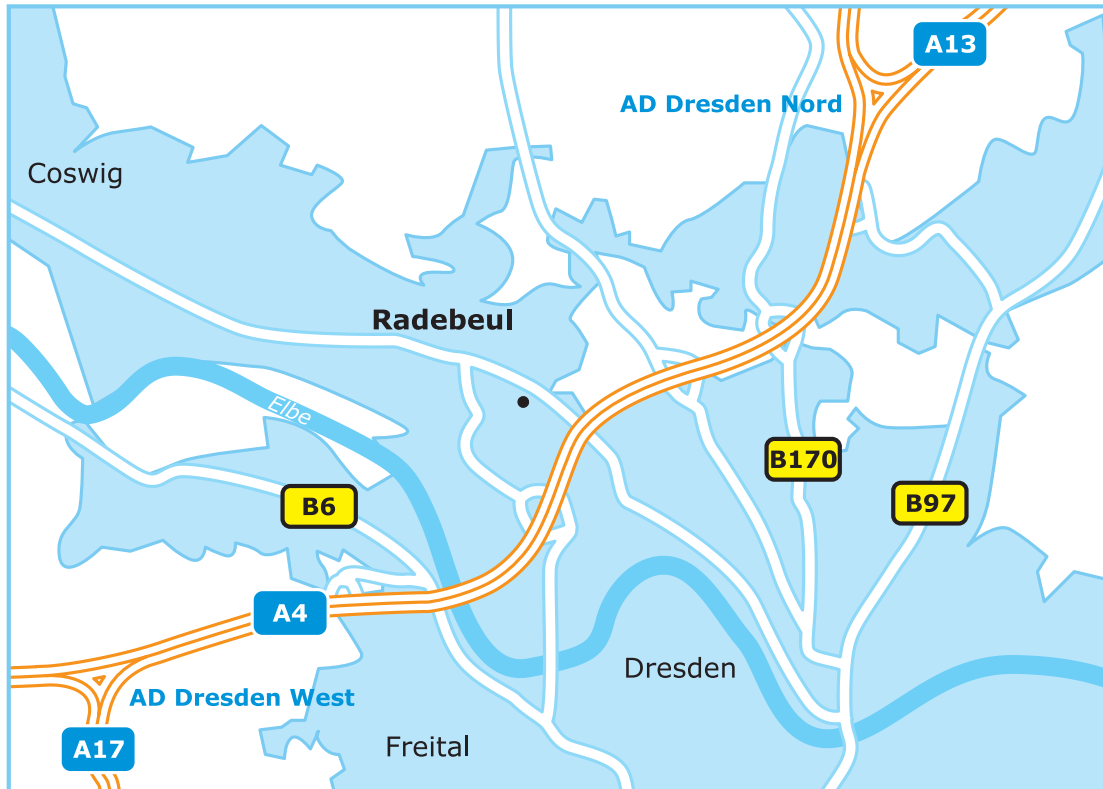 A13
AD Dresden Nord
Coswig
Radebeul
Elbe
B170
B6
B97
A4
Dresden
AD Dresden West
A17
Freital